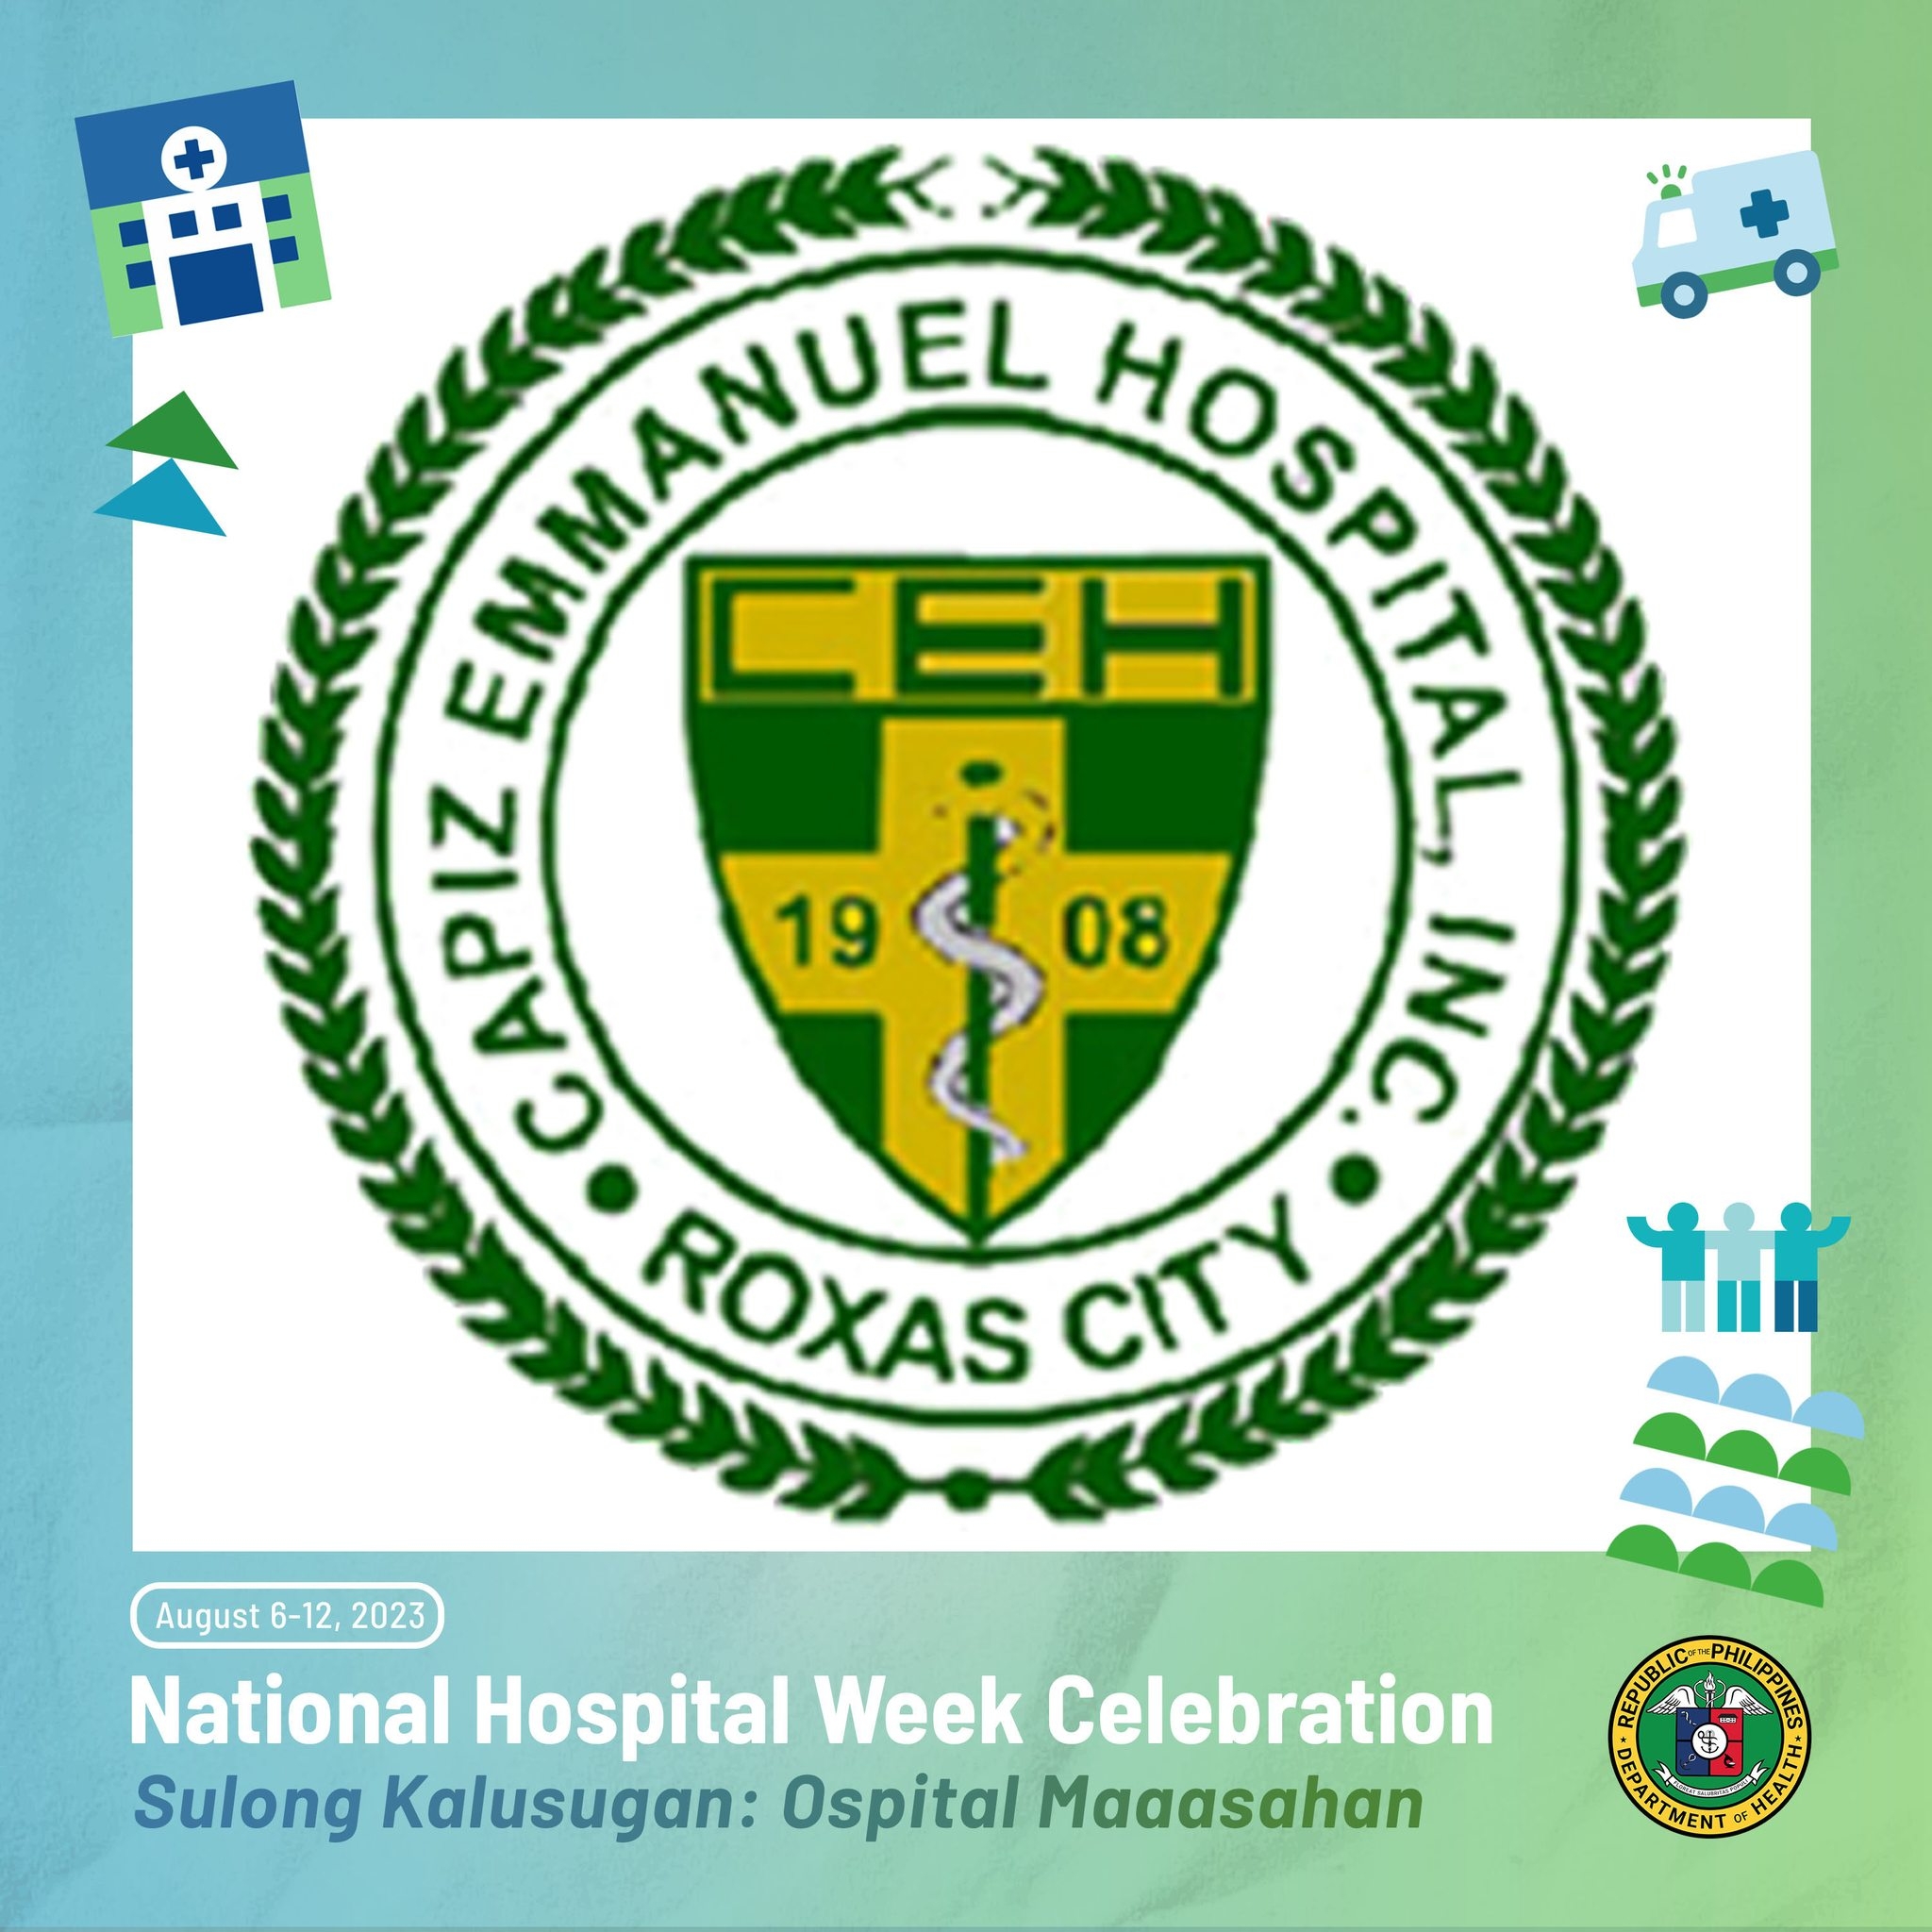 CAPIZ EMMANUEL HOSPITAL, INC.
ROXAS CITY
CEH
19 08
August 6-12, 2023
National Hospital Week Celebration
Sulong Kalusugan: Ospital Maaasahan
REPUBLIC OF THE PHILIPPINES
DEPARTMENT OF HEALTH